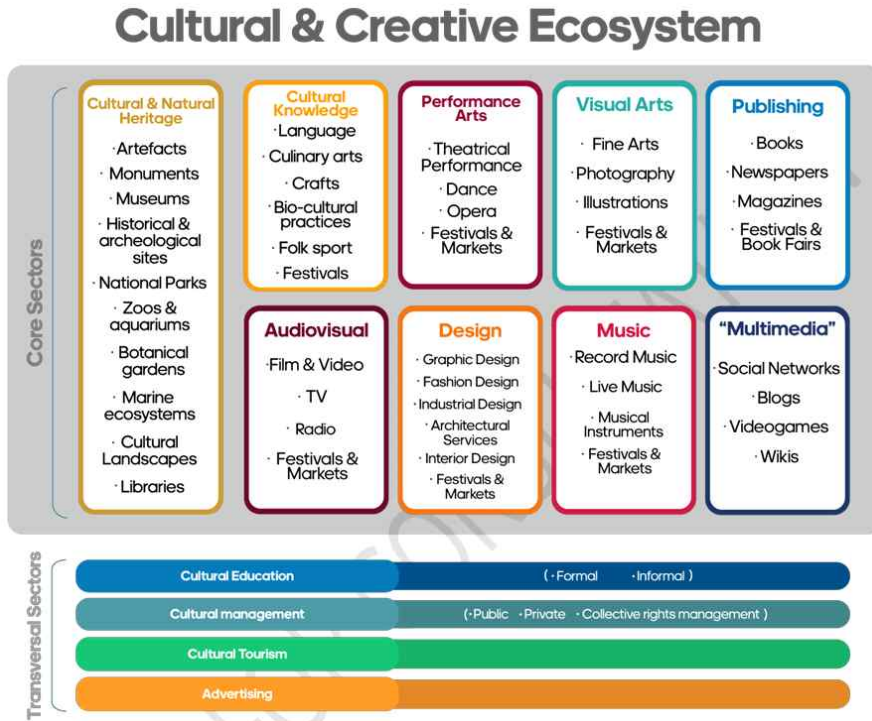 Cultural & Creative Ecosystem
Core Sectors
Cultural & Natural
Heritage
· Artefacts
· Monuments
· Museums
· Historical &
archeological
sites
· National Parks
· Zoos &
aquariums
· Botanical
gardens
· Marine
ecosystems
· Cultural
Landscapes
· Libraries
Cultural
Knowledge
· Language
· Culinary arts
· Crafts
· Bio-cultural
practices
· Folk sport
· Festivals
Performance
Arts
· Theatrical
Performance
· Dance
· Opera
· Festivals &
Markets
Visual Arts
· Fine Arts
· Photography
· Illustrations
· Festivals &
Markets
Publishing
· Books
· Newspapers
· Magazines
· Festivals &
Book Fairs
Audiovisual
· Film & Video
· TV
· Radio
· Festivals &
Markets
Design
· Graphic Design
· Fashion Design
· Industrial Design
· Architectural
Services
· Interior Design
· Festivals
& Markets
Music
· Record Music
· Live Music
· Musical
Instruments
· Festivals &
Markets
“Multimedia”
· Social Networks
· Blogs
· Videogames
· Wikis
Transversal Sectors
Cultural Education ( · Formal · Informal )
Cultural management ( · Public · Private · Collective rights management )
Cultural Tourism
Advertising